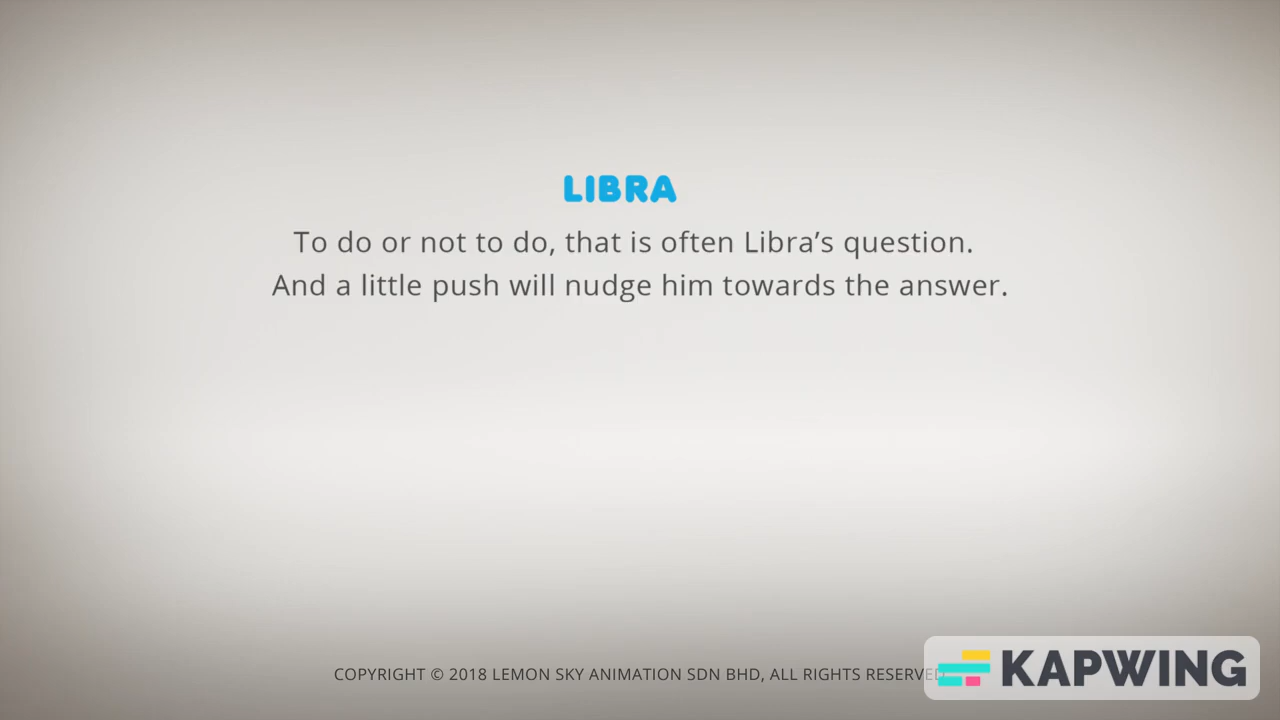 LIBRA
To do or not to do, that is often Libra’s question.
And a little push will nudge him towards the answer.
COPYRIGHT © 2018 LEMON SKY ANIMATION SDN BHD, ALL RIGHTS RESERVED
KAPWING